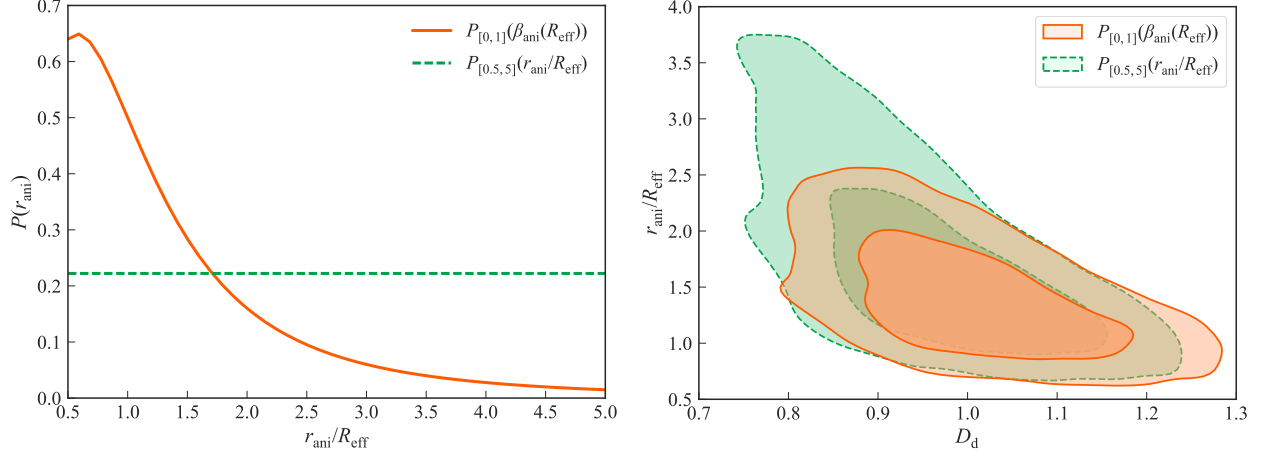 0.7
0.6
0.5
0.4
0.3
0.2
0.1
0.0
P(r_ani)
P_[0,1](β_ani(R_eff))
P_[0.5,5](r_ani/R_eff)
0.5 1.0 1.5 2.0 2.5 3.0 3.5 4.0 4.5 5.0
r_ani/R_eff
4.0
3.5
3.0
2.5
2.0
1.5
1.0
0.5
r_ani/R_eff
P_[0,1](β_ani(R_eff))
P_[0.5,5](r_ani/R_eff)
0.7 0.8 0.9 1.0 1.1 1.2 1.3
D_d